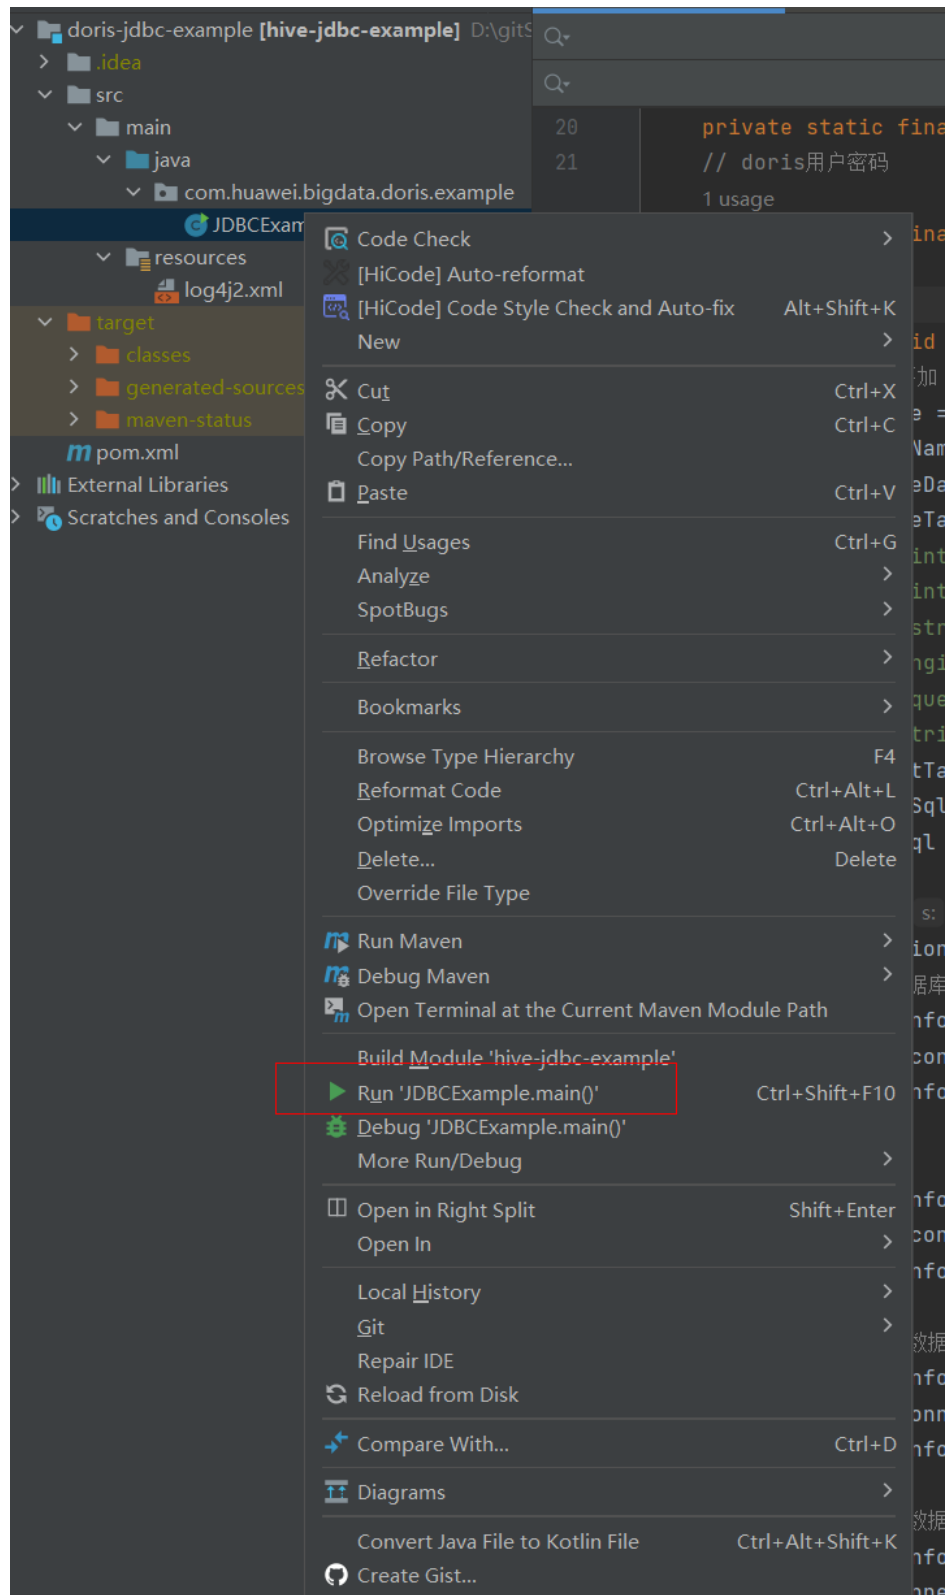 doris-jdbc-example [hive-jdbc-example] D:\gitS
.idea
src
main
java
com.huawei.bigdata.doris.example
JDBCExam
resources
log4j2.xml
target
classes
generated-sources
maven-status
pom.xml
External Libraries
Scratches and Consoles
20 private static fina
21 // doris用户密码
1 usage
Code Check
[HiCode] Auto-reformat
[HiCode] Code Style Check and Auto-fix Alt+Shift+K
New
Cut Ctrl+X
Copy Ctrl+C
Copy Path/Reference...
Paste Ctrl+V
Find Usages Ctrl+G
Analyze
SpotBugs
Refactor
Bookmarks
Browse Type Hierarchy F4
Reformat Code Ctrl+Alt+L
Optimize Imports Ctrl+Alt+O
Delete... Delete
Override File Type
Run Maven
Debug Maven
Open Terminal at the Current Maven Module Path
Build Module 'hive-jdbc-example'
Run 'JDBCExample.main()' Ctrl+Shift+F10
Debug 'JDBCExample.main()'
More Run/Debug
Open in Right Split Shift+Enter
Open In
Local History
Git
Repair IDE
Reload from Disk
Compare With... Ctrl+D
Diagrams
Convert Java File to Kotlin File Ctrl+Alt+Shift+K
Create Gist...